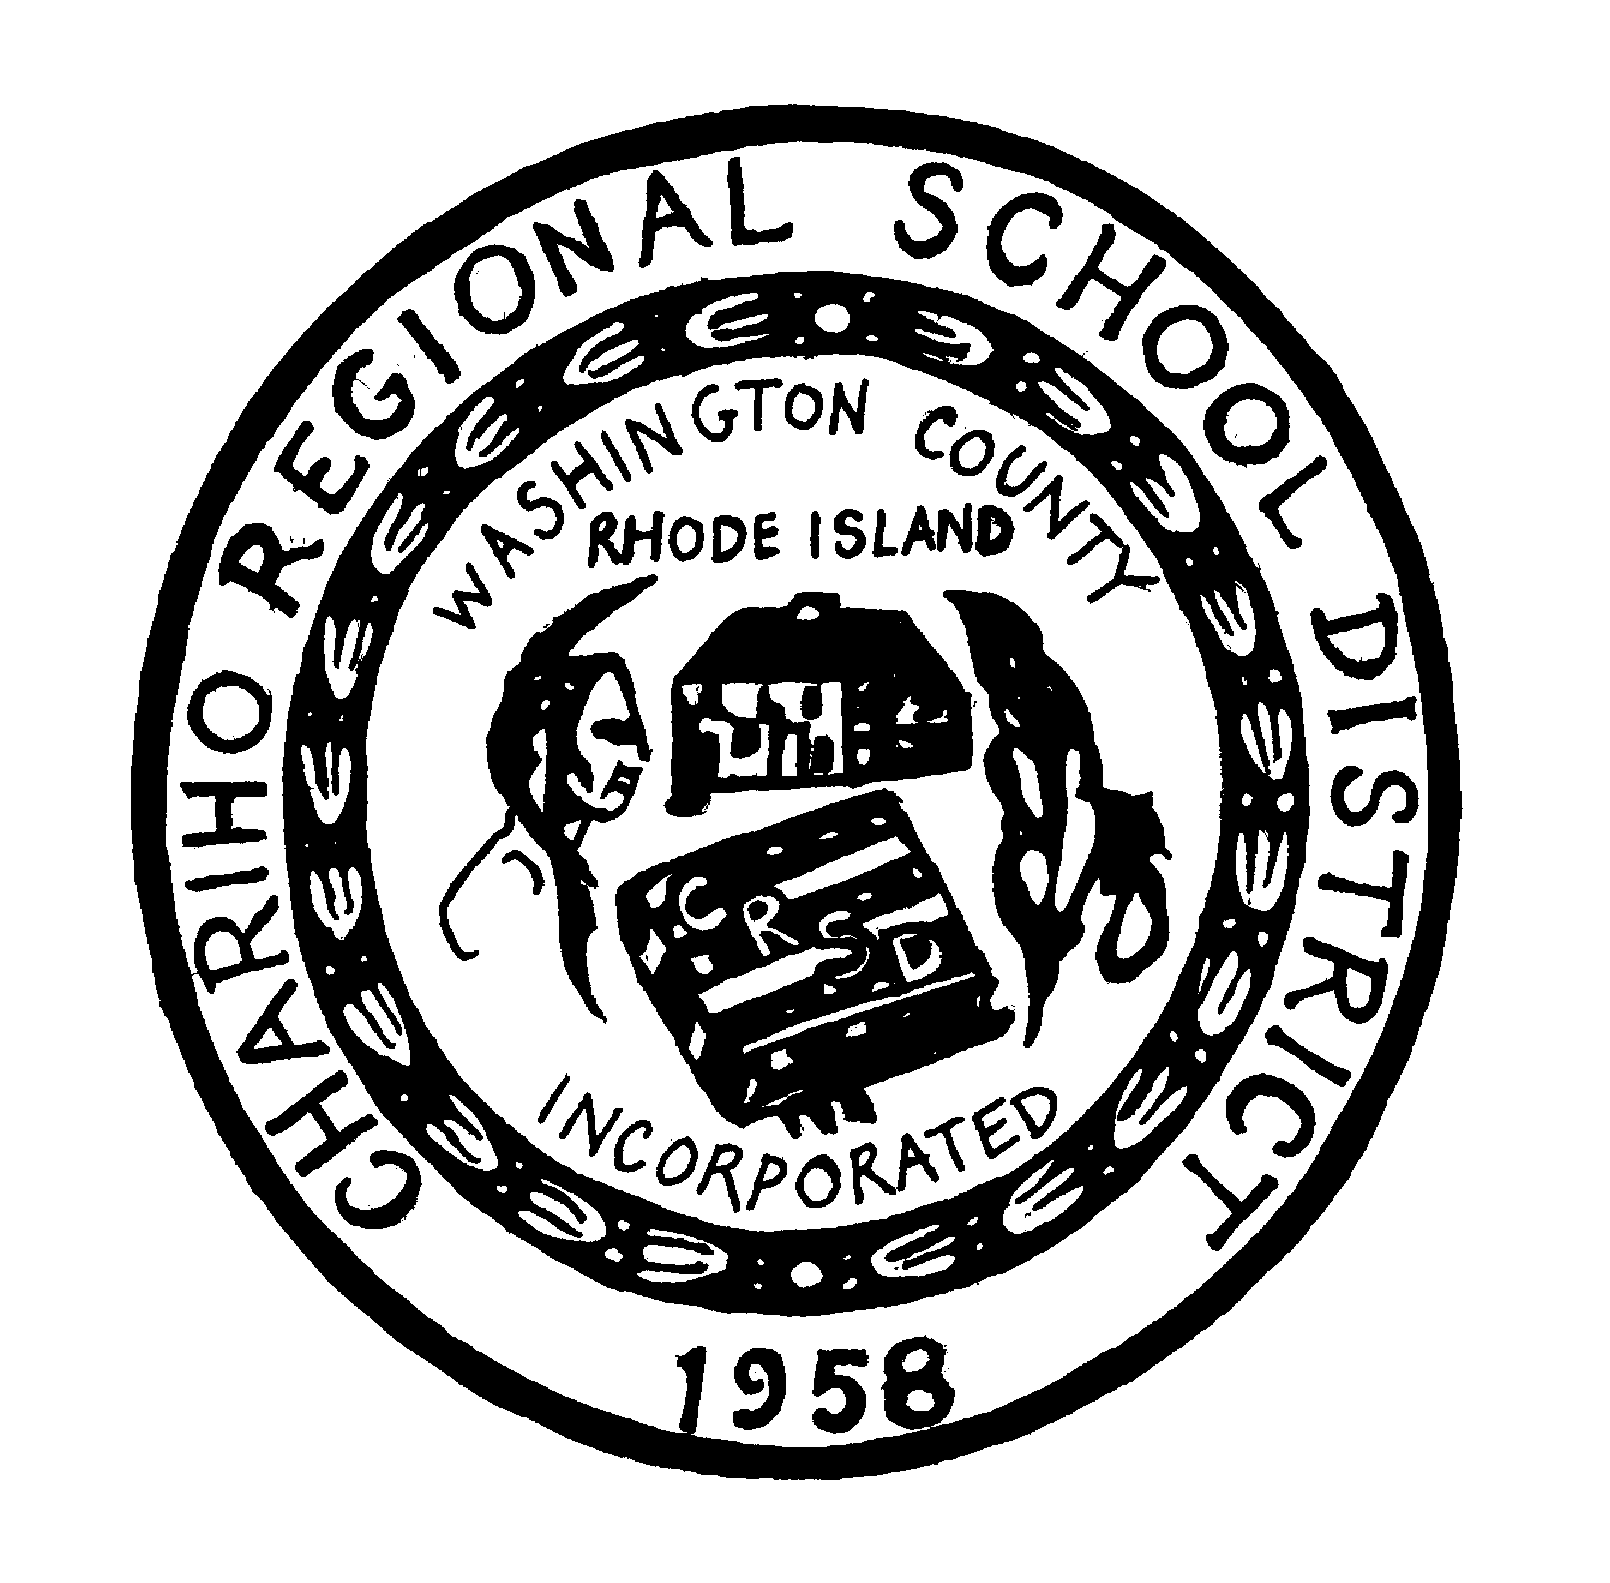 CHARIHO REGIONAL SCHOOL DISTRICT
WASHINGTON COUNTY
RHODE ISLAND
CRSD
INCORPORATED
1958